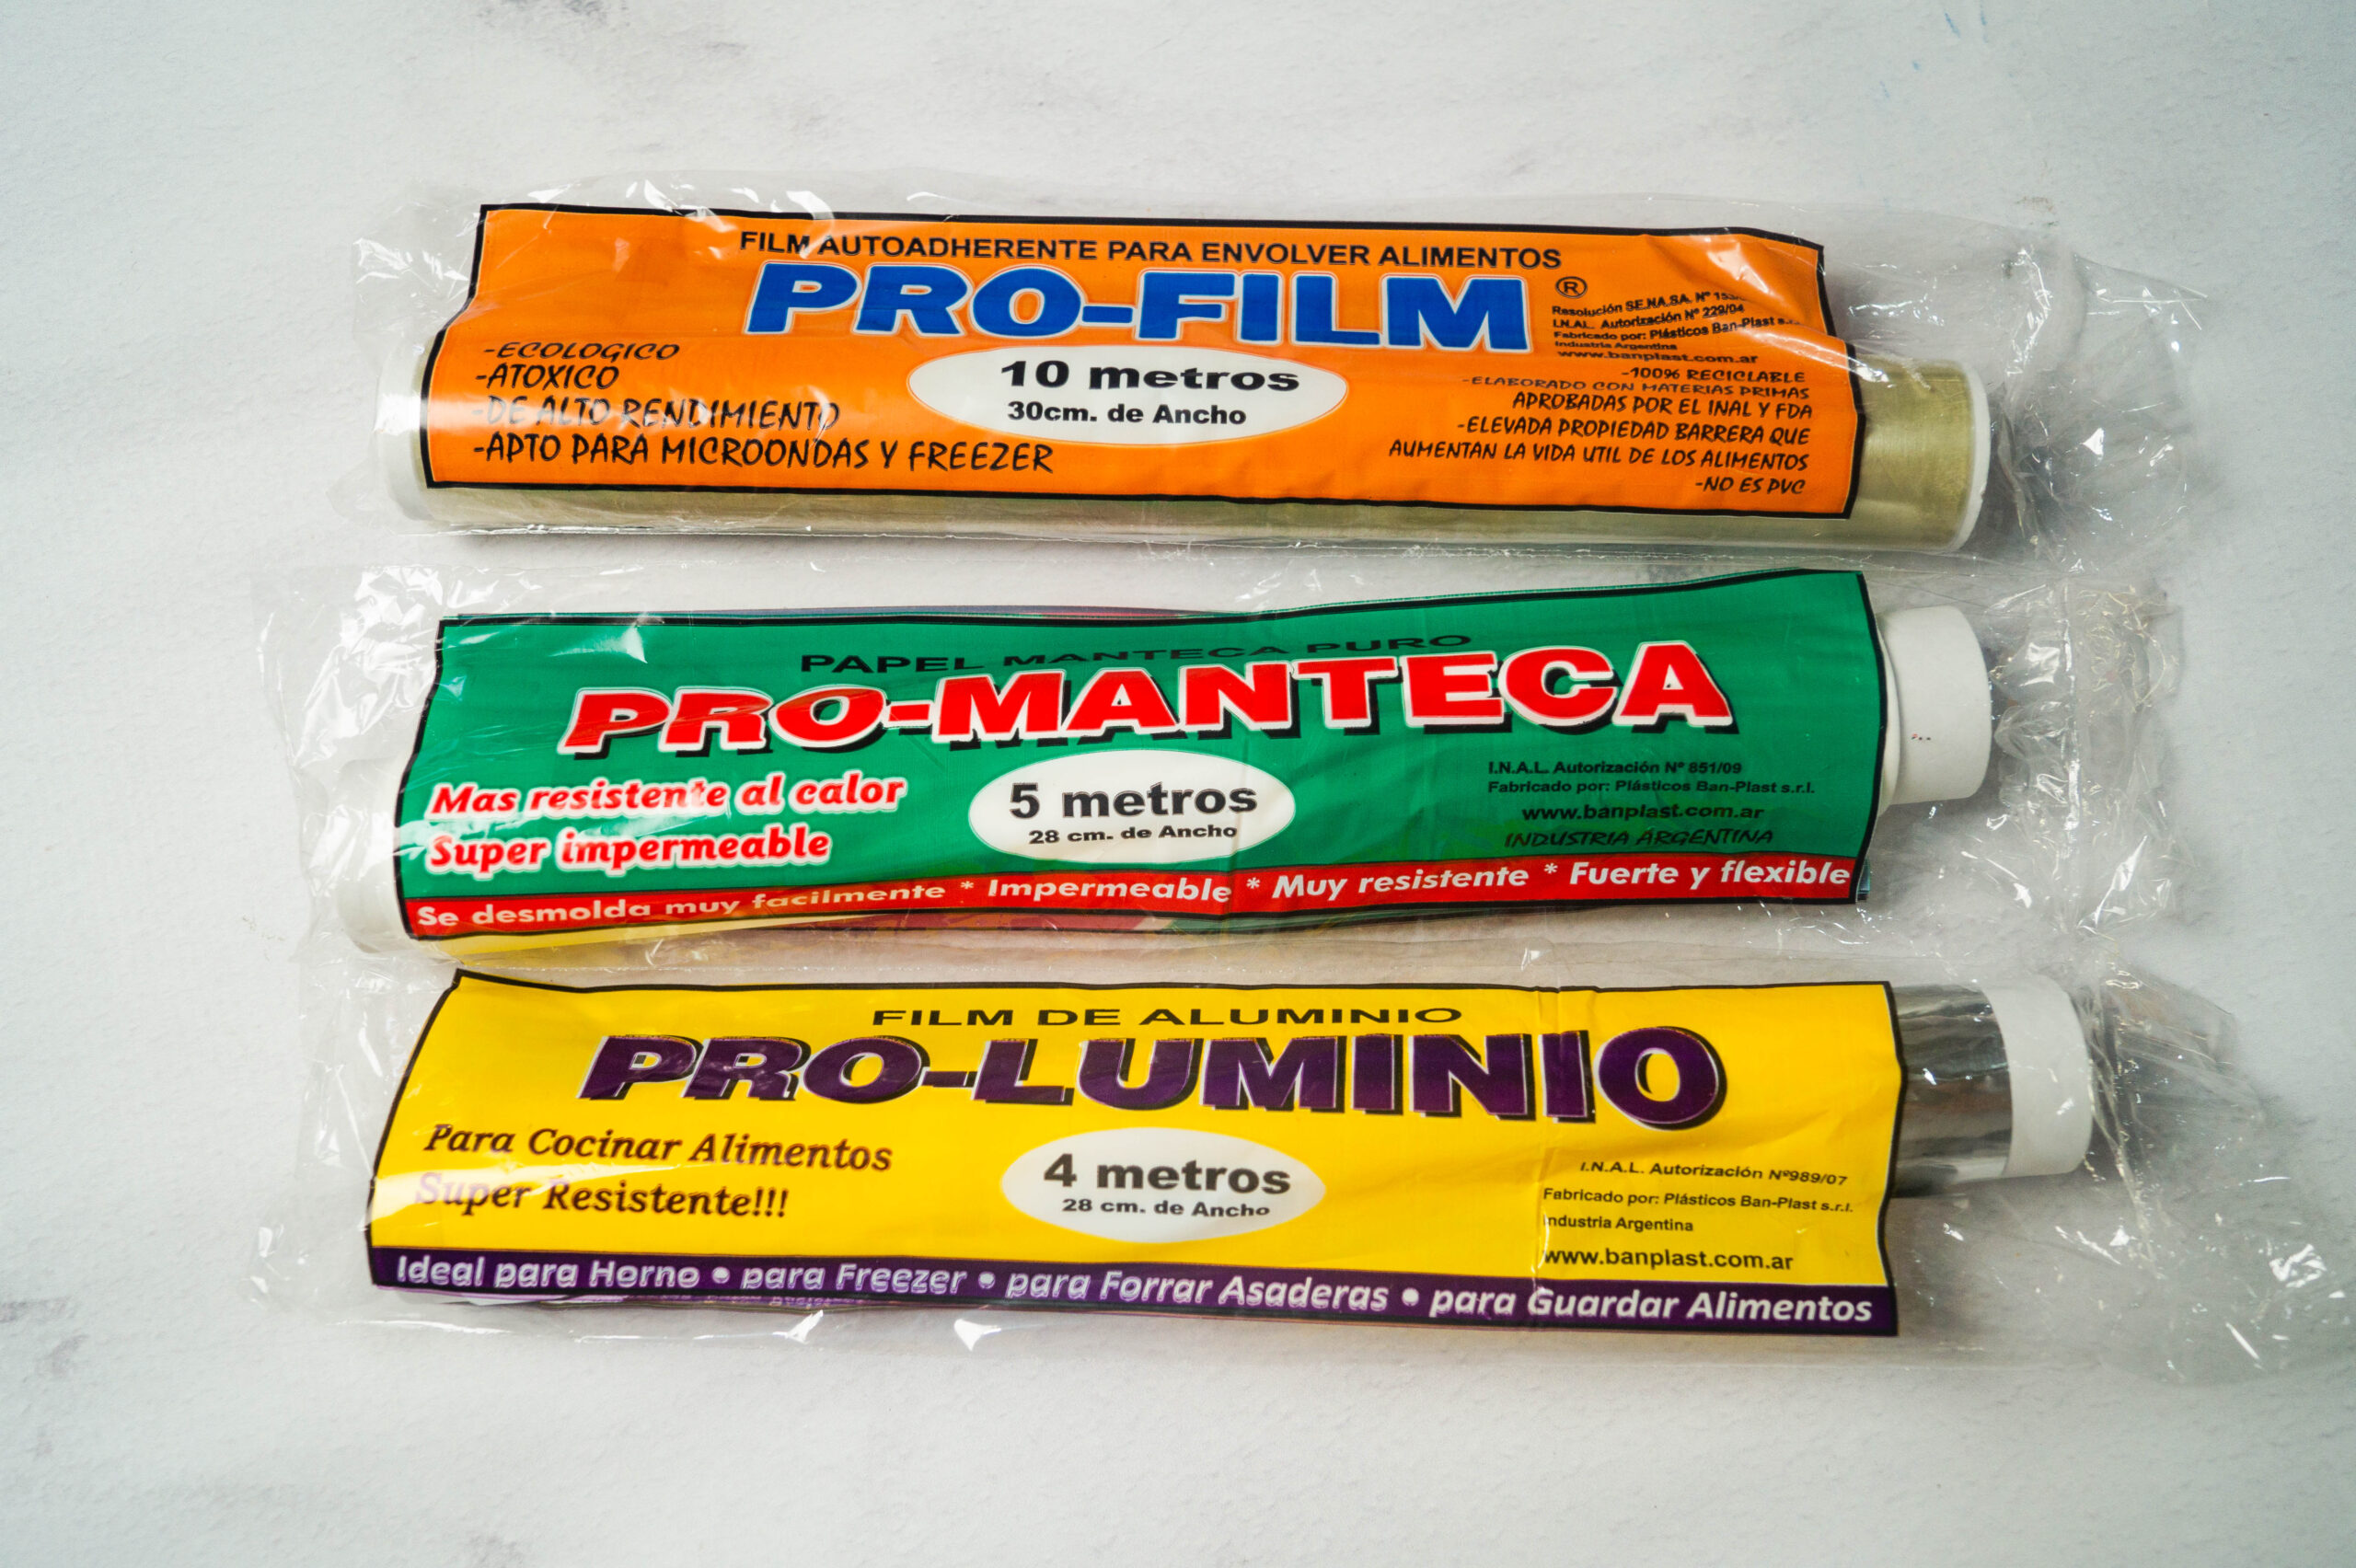 FILM AUTOADHERENTE PARA ENVOLVER ALIMENTOS
PRO-FILM ®
Resolución SE.NA.SA. Nº
I.N.AL. Autorización Nº 229/04
Fabricado por: Plásticos Ban-Plast
Industria Argentina
www.banplast.com.ar
-ECOLOGICO
-ATOXICO
-DE ALTO RENDIMIENTO
-APTO PARA MICROONDAS Y FREEZER
10 metros
30cm. de Ancho
-100% RECICLABLE
-ELABORADO CON MATERIAS PRIMAS
APROBADAS POR EL INAL Y FDA
-ELEVADA PROPIEDAD BARRERA QUE
AUMENTAN LA VIDA UTIL DE LOS ALIMENTOS
-NO ES PVC
PAPEL MANTECA PURO
PRO-MANTECA
Mas resistente al calor
Super impermeable
5 metros
28 cm. de Ancho
I.N.A.L. Autorización Nº 851/09
Fabricado por: Plásticos Ban-Plast s.r.l.
www.banplast.com.ar
INDUSTRIA ARGENTINA
Se desmolda muy facilmente * Impermeable * Muy resistente * Fuerte y flexible
FILM DE ALUMINIO
PRO-LUMINIO
Para Cocinar Alimentos
Super Resistente!!!
4 metros
28 cm. de Ancho
I.N.A.L. Autorización Nº989/07
Fabricado por: Plásticos Ban-Plast s.r.l.
Industria Argentina
www.banplast.com.ar
Ideal para Horno • para Freezer • para Forrar Asaderas • para Guardar Alimentos